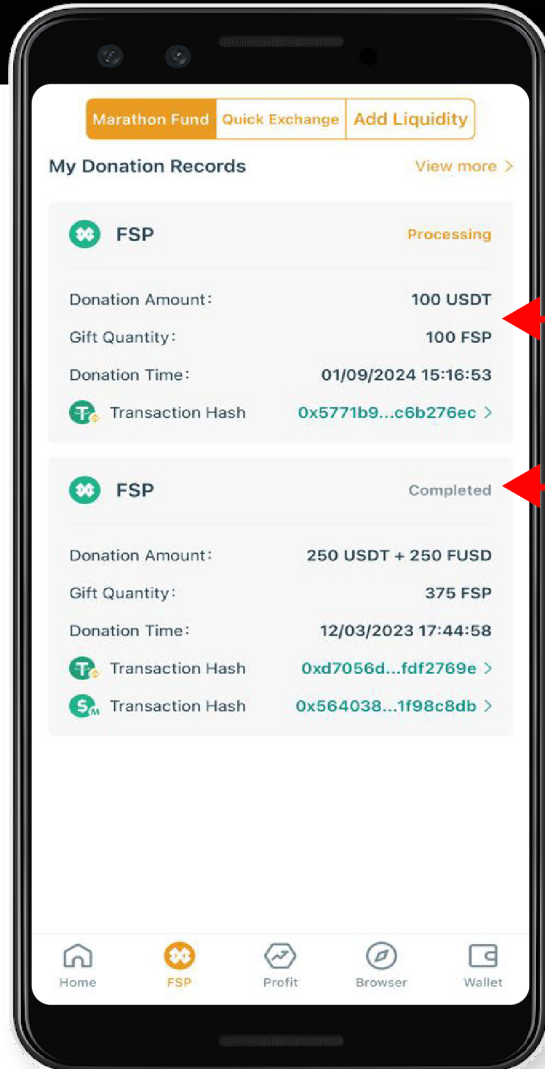 Marathon Fund Quick Exchange Add Liquidity
My Donation Records View more >
FSP Processing
Donation Amount: 100 USDT
Gift Quantity: 100 FSP
Donation Time: 01/09/2024 15:16:53
Transaction Hash 0x5771b9...c6b276ec >
FSP Completed
Donation Amount: 250 USDT + 250 FUSD
Gift Quantity: 375 FSP
Donation Time: 12/03/2023 17:44:58
Transaction Hash 0xd7056d...fdf2769e >
Transaction Hash 0x564038...1f98c8db >
Home FSP Profit Browser Wallet